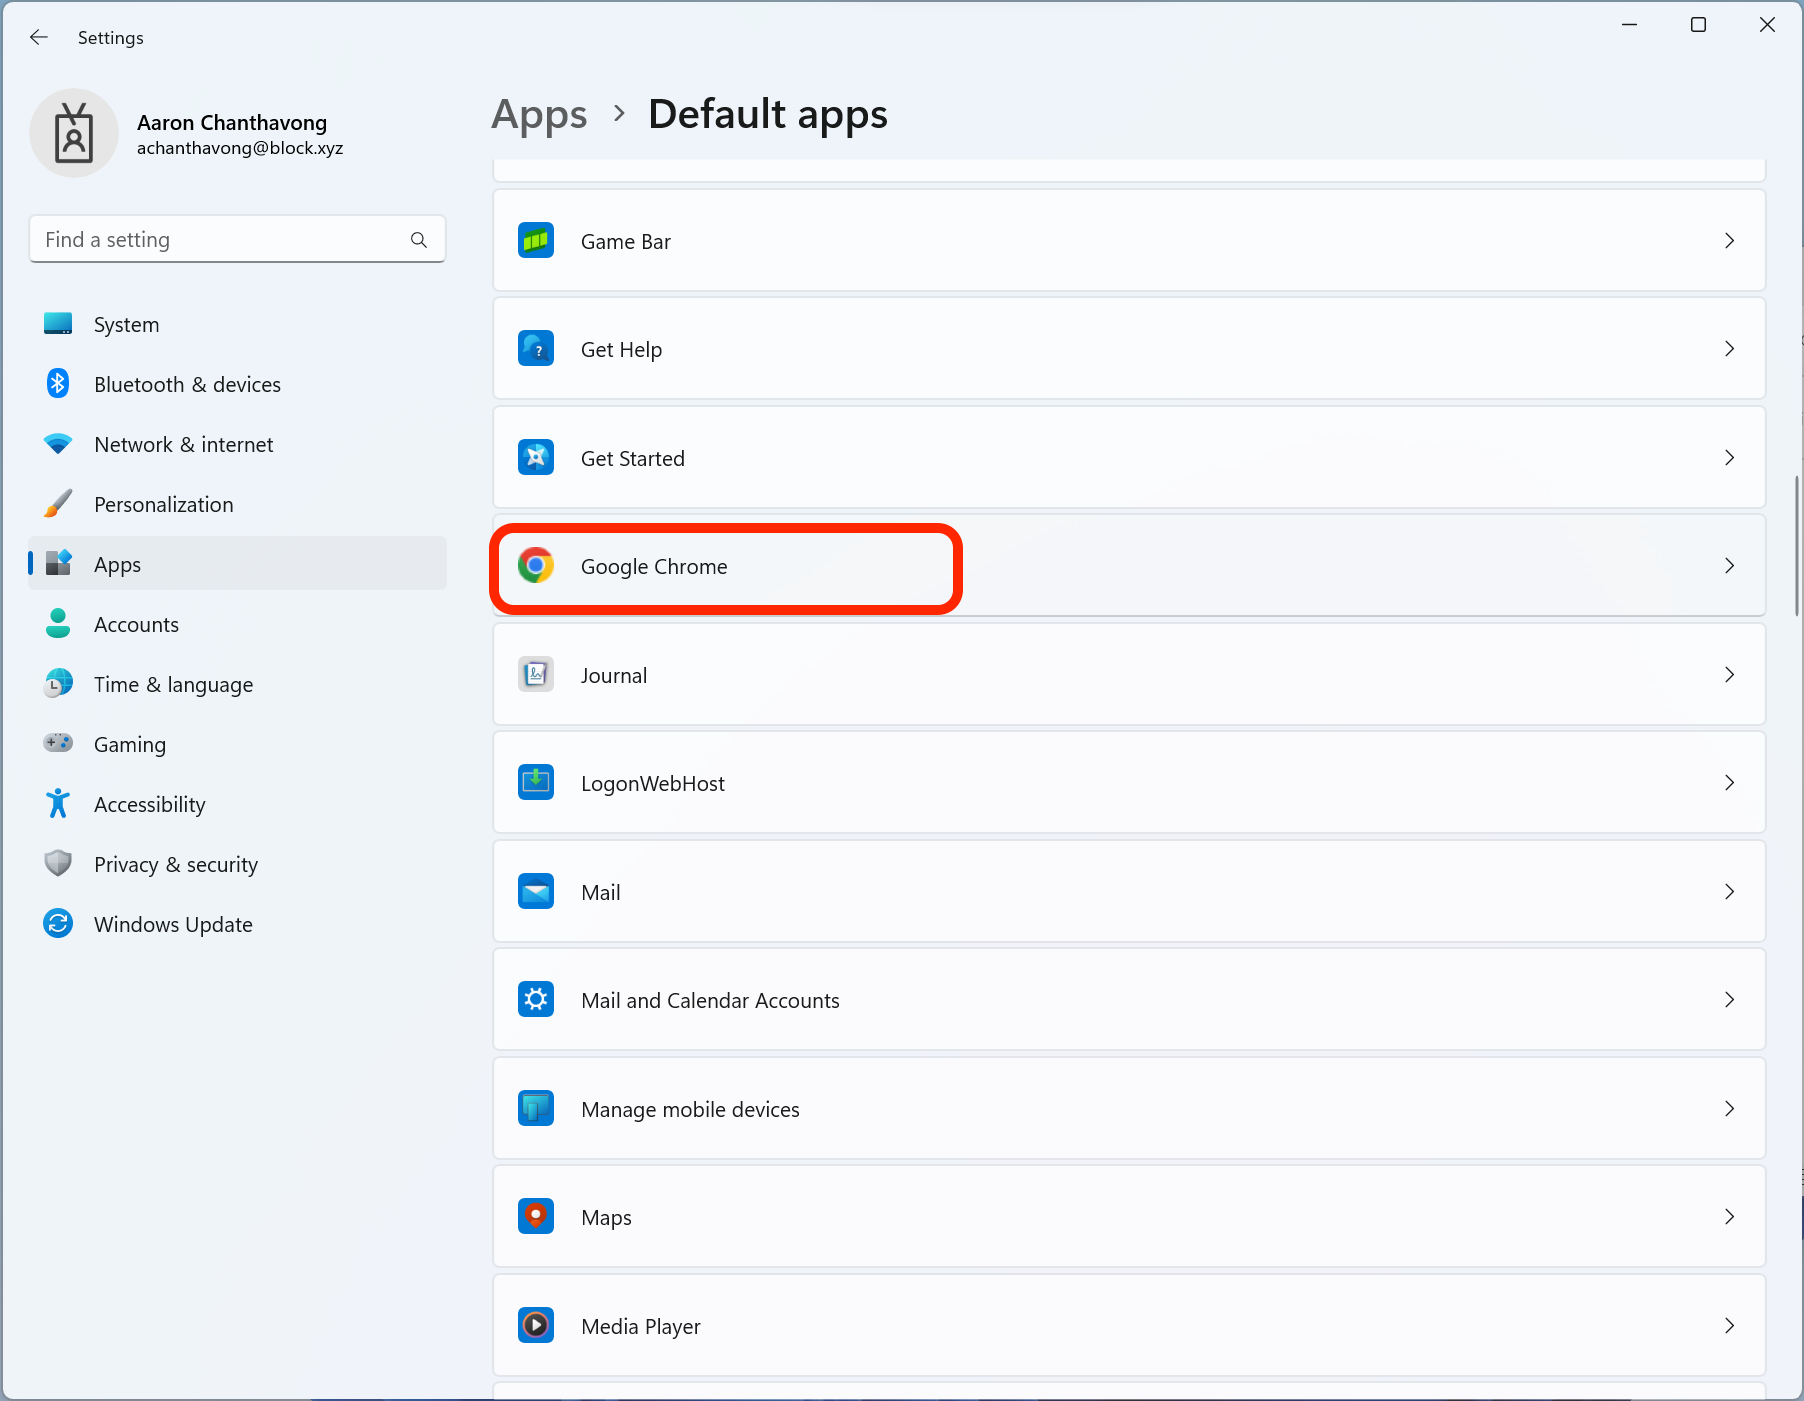 Settings
Aaron Chanthavong
achanthavong@block.xyz
Find a setting
System
Bluetooth & devices
Network & internet
Personalization
Apps
Accounts
Time & language
Gaming
Accessibility
Privacy & security
Windows Update
Apps > Default apps
Game Bar
Get Help
Get Started
Google Chrome
Journal
LogonWebHost
Mail
Mail and Calendar Accounts
Manage mobile devices
Maps
Media Player